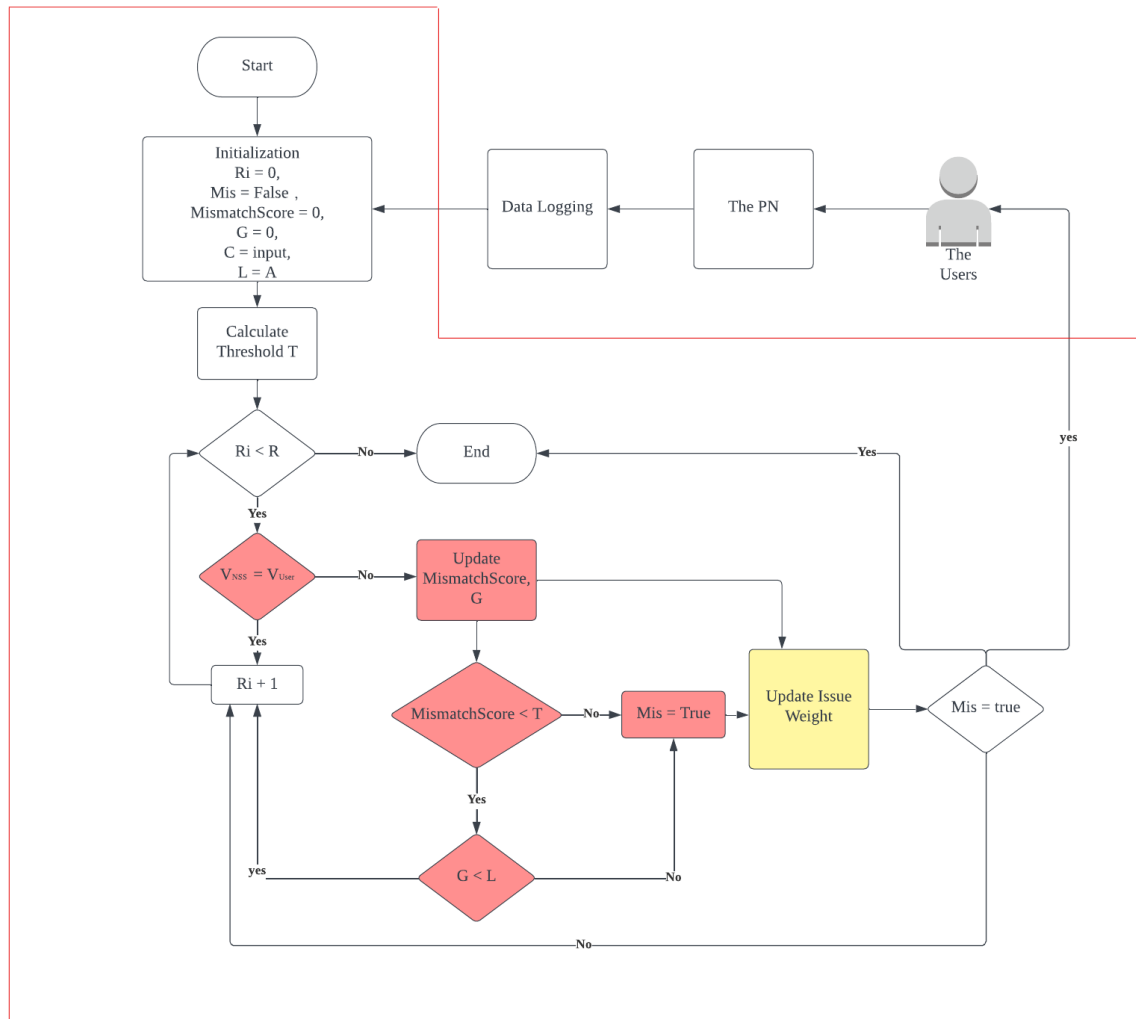 Start
Initialization
Ri = 0,
Mis = False ,
MismatchScore = 0,
G = 0,
C = input,
L = A
Data Logging
The PN
The
Users
Calculate
Threshold T
yes
Ri < R
No
End
Yes
Yes
V_NSS = V_User
No
Update
MismatchScore,
G
Yes
Ri + 1
MismatchScore < T
No
Mis = True
Update Issue
Weight
Mis = true
Yes
yes
G < L
No
No